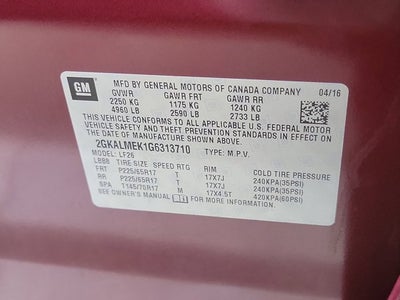 GM
MFD BY GENERAL MOTORS OF CANADA COMPANY 04/16
GVWR GAWR FRT GAWR RR
2250 KG 1175 KG 1240 KG
4960 LB 2590 LB 2733 LB
THIS VEHICLE CONFORMS TO ALL APPLICABLE U.S. FEDERAL MOTOR
VEHICLE SAFETY AND THEFT PREVENTION STANDARDS IN EFFECT ON
THE DATE OF MANUFACTURE SHOWN ABOVE.
2GKALMEK1G6313710 TYPE: M.P.V.
MODEL: LF26
LBBB TIRE SIZE SPEED RTG RIM COLD TIRE PRESSURE
FRT P225/65R17 T 17X7J 240KPA(35PSI)
RR P225/65R17 T 17X7J 240KPA(35PSI)
SPA T145/70R17 M 17X4.5T 420KPA(60PSI)
SEE OWNER'S MANUAL FOR ADDITIONAL INFORMATION.